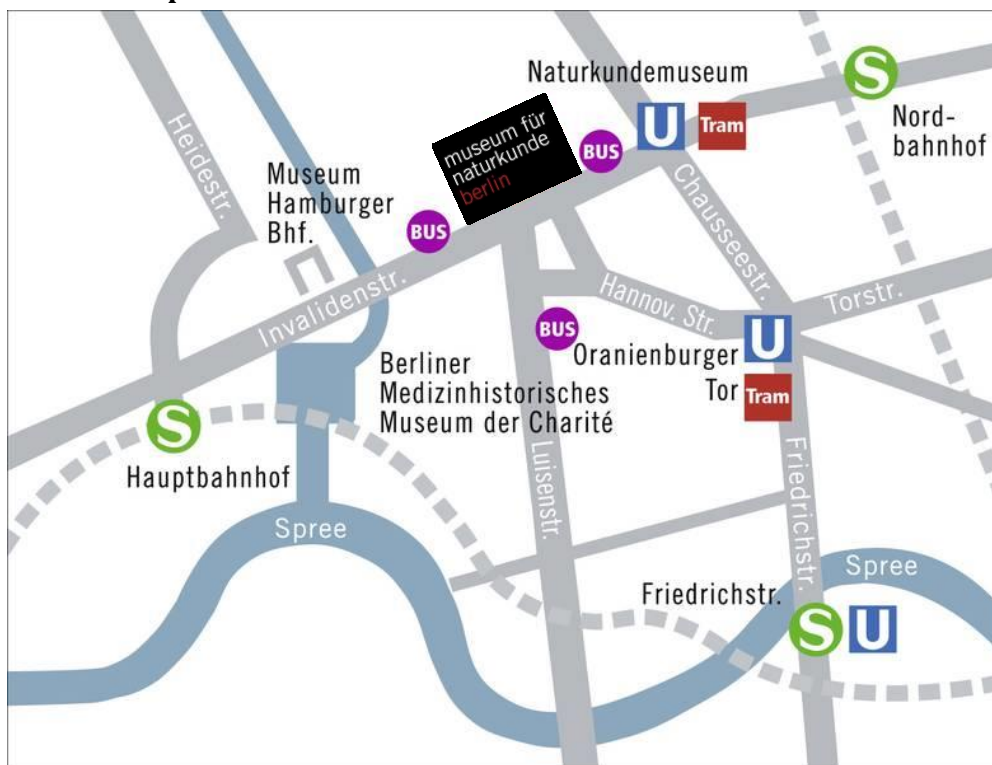 Naturkundemuseum
U
Tram
S
Nord-
bahnhof
museum für
naturkunde
berlin
BUS
Heidestr.
Museum
Hamburger
Bhf.
BUS
Chausseestr.
Invalidenstr.
Hannov. Str.
Torstr.
BUS
Oranienburger
Tor
U
Tram
Berliner
Medizinhistorisches
Museum der Charité
S
Hauptbahnhof
Luisenstr.
Friedrichstr.
Spree
Spree
Friedrichstr.
S
U